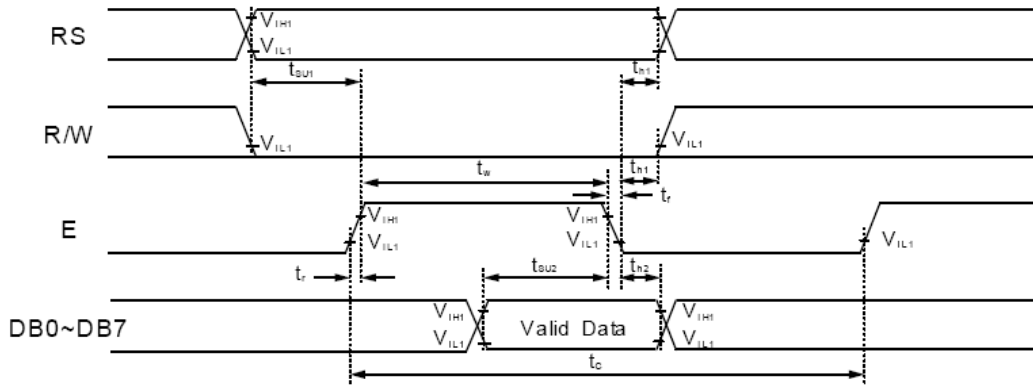 RS
VIH1
VIL1
tSU1
th1
R/W
VIL1
VIL1
tw
th1
tf
E
VIH1
VIL1
VIH1
VIL1
VIL1
tr
tSU2
th2
DB0~DB7
VIH1
VIL1
Valid Data
VIH1
VIL1
tC